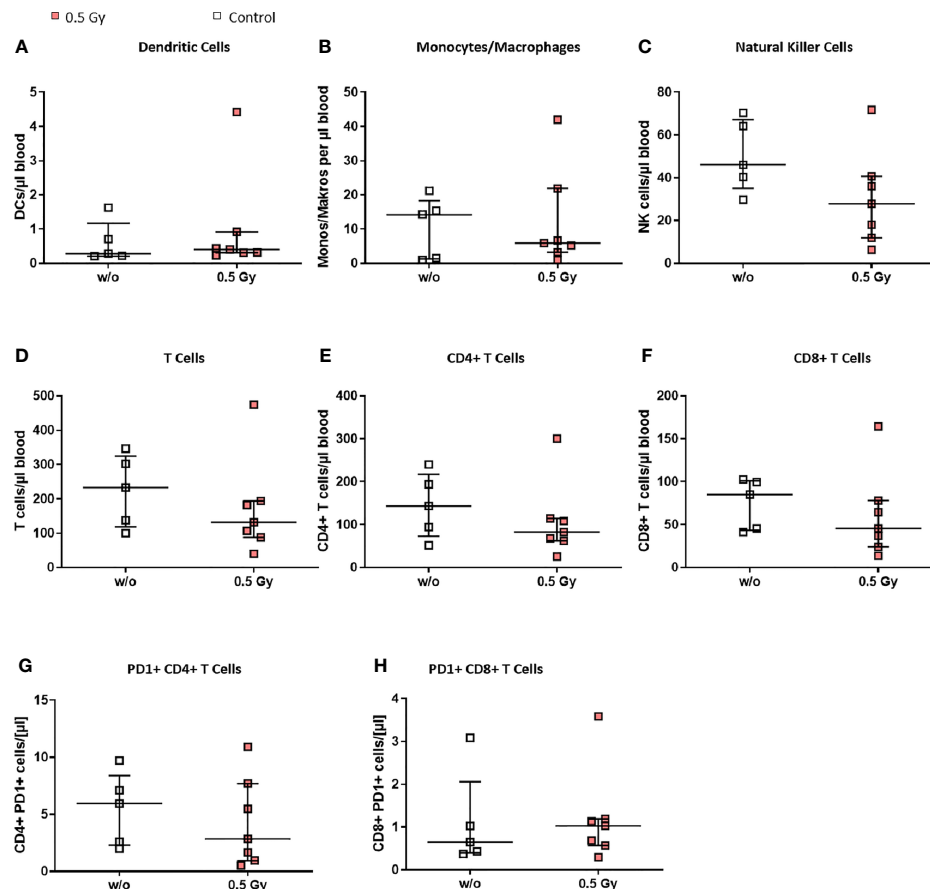 0.5 Gy
Control
A
Dendritic Cells
DCs/µl blood
5
4
3
2
1
0
w/o
0.5 Gy
B
Monocytes/Macrophages
Monos/Makros per µl blood
50
40
30
20
10
0
w/o
0.5 Gy
C
Natural Killer Cells
NK cells/µl blood
80
60
40
20
0
w/o
0.5 Gy
D
T Cells
T cells/µl blood
500
400
300
200
100
0
w/o
0.5 Gy
E
CD4+ T Cells
CD4+ T cells/µl blood
400
300
200
100
0
w/o
0.5 Gy
F
CD8+ T Cells
CD8+ T cells/µl blood
200
150
100
50
0
w/o
0.5 Gy
G
PD1+ CD4+ T Cells
CD4+ PD1+ cells/[µl]
15
10
5
0
w/o
0.5 Gy
H
PD1+ CD8+ T Cells
CD8+ PD1+ cells/[µl]
4
3
2
1
0
w/o
0.5 Gy